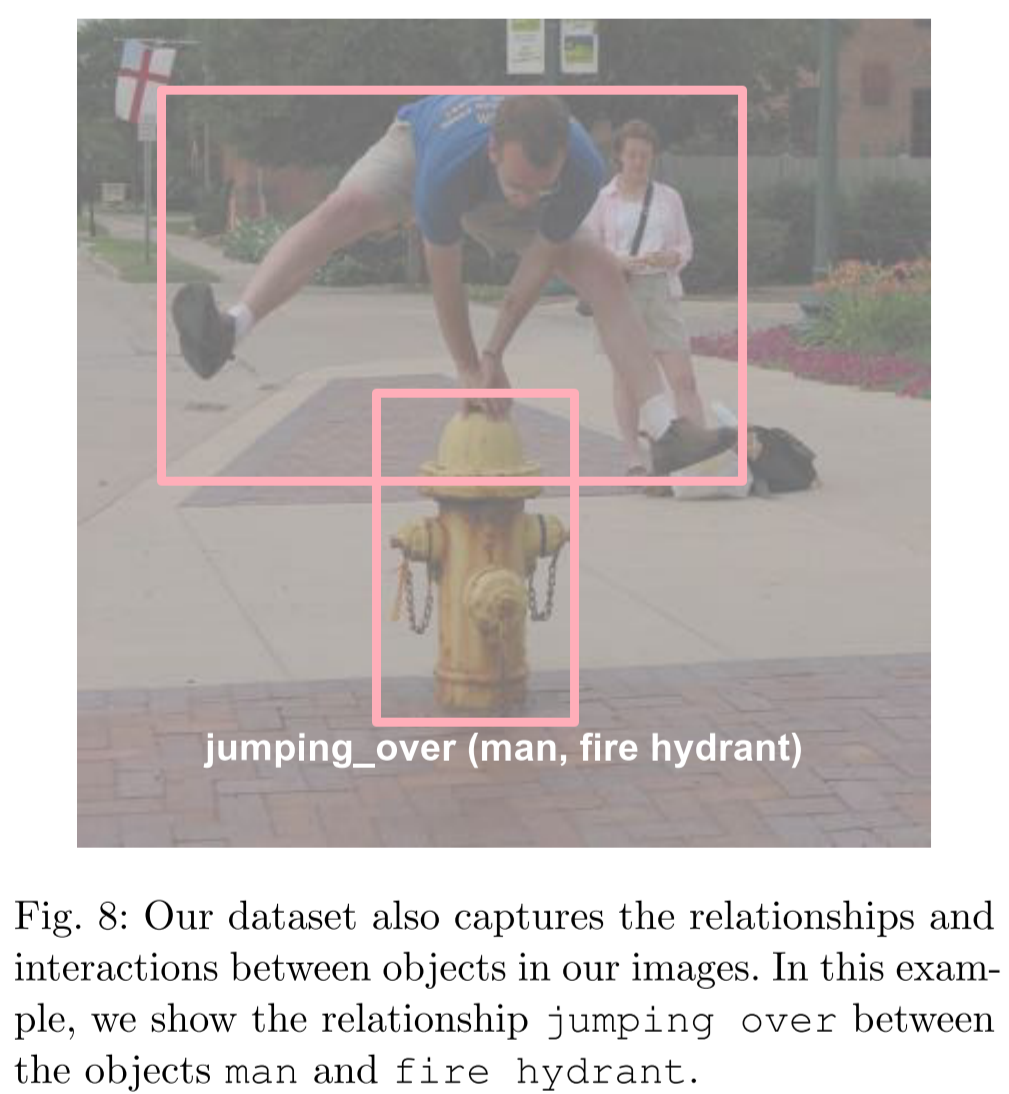 jumping_over (man, fire hydrant)
Fig. 8: Our dataset also captures the relationships and
interactions between objects in our images. In this exam-
ple, we show the relationship jumping over between
the objects man and fire hydrant.